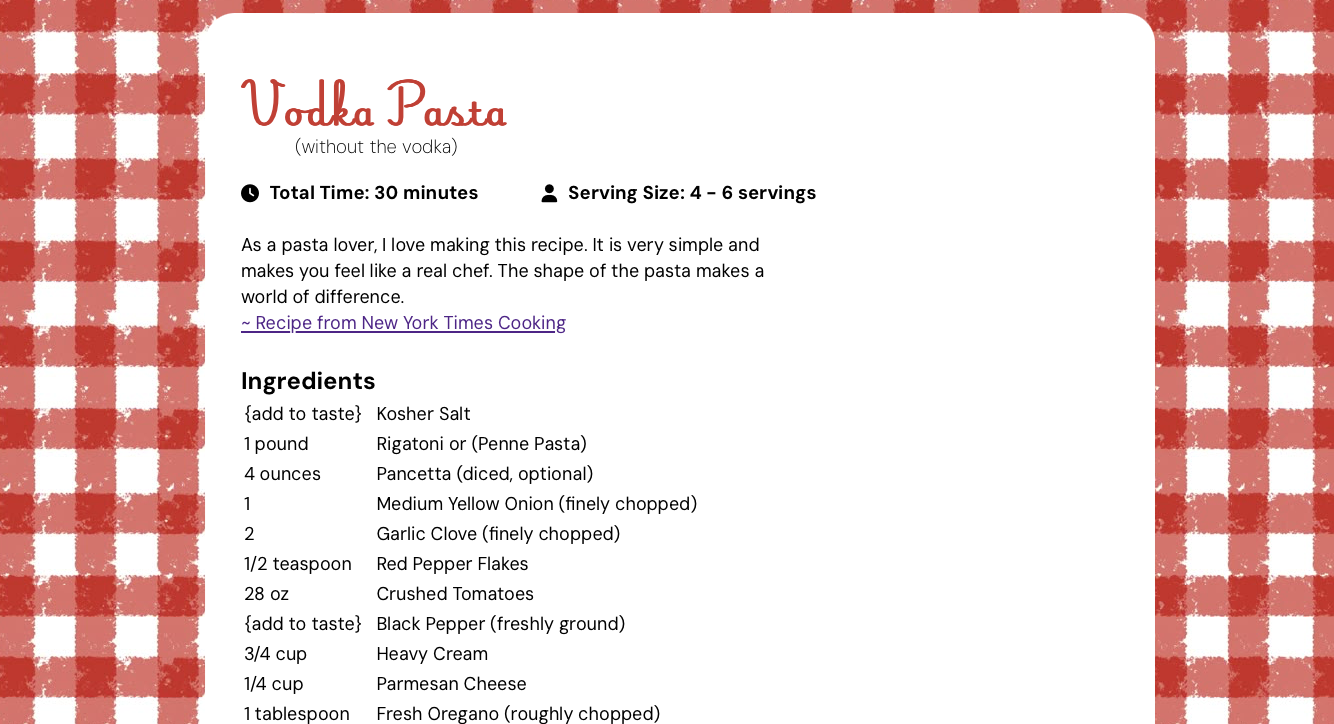 Vodka Pasta
(without the vodka)
Total Time: 30 minutes Serving Size: 4 - 6 servings
As a pasta lover, I love making this recipe. It is very simple and
makes you feel like a real chef. The shape of the pasta makes a
world of difference.
~ Recipe from New York Times Cooking
Ingredients
{add to taste} Kosher Salt
1 pound Rigatoni or (Penne Pasta)
4 ounces Pancetta (diced, optional)
1 Medium Yellow Onion (finely chopped)
2 Garlic Clove (finely chopped)
1/2 teaspoon Red Pepper Flakes
28 oz Crushed Tomatoes
{add to taste} Black Pepper (freshly ground)
3/4 cup Heavy Cream
1/4 cup Parmesan Cheese
1 tablespoon Fresh Oregano (roughly chopped)